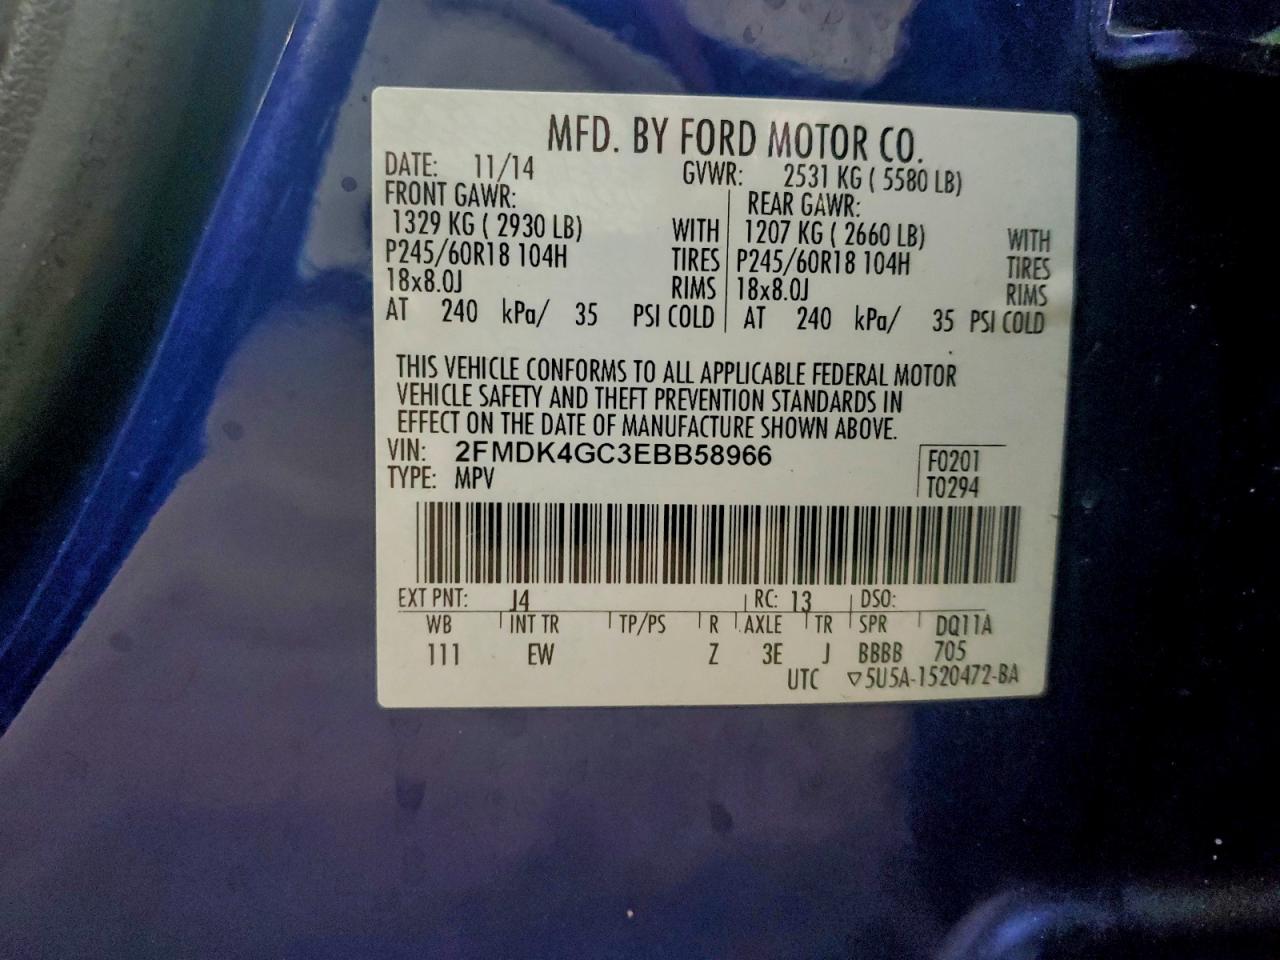 MFD. BY FORD MOTOR CO.
DATE: 11/14 GVWR: 2531 KG ( 5580 LB)
FRONT GAWR: REAR GAWR:
1329 KG ( 2930 LB) WITH 1207 KG ( 2660 LB) WITH
P245/60R18 104H TIRES P245/60R18 104H TIRES
18x8.0J RIMS 18x8.0J RIMS
AT 240 kPa/ 35 PSI COLD AT 240 kPa/ 35 PSI COLD
THIS VEHICLE CONFORMS TO ALL APPLICABLE FEDERAL MOTOR
VEHICLE SAFETY AND THEFT PREVENTION STANDARDS IN
EFFECT ON THE DATE OF MANUFACTURE SHOWN ABOVE.
VIN: 2FMDK4GC3EBB58966 F0201
TYPE: MPV T0294
EXT PNT: J4 RC: 13 DSO:
WB INT TR TP/PS R AXLE TR SPR DQ11A
111 EW Z 3E J BBBB 705
UTC ▽5U5A-1520472-BA